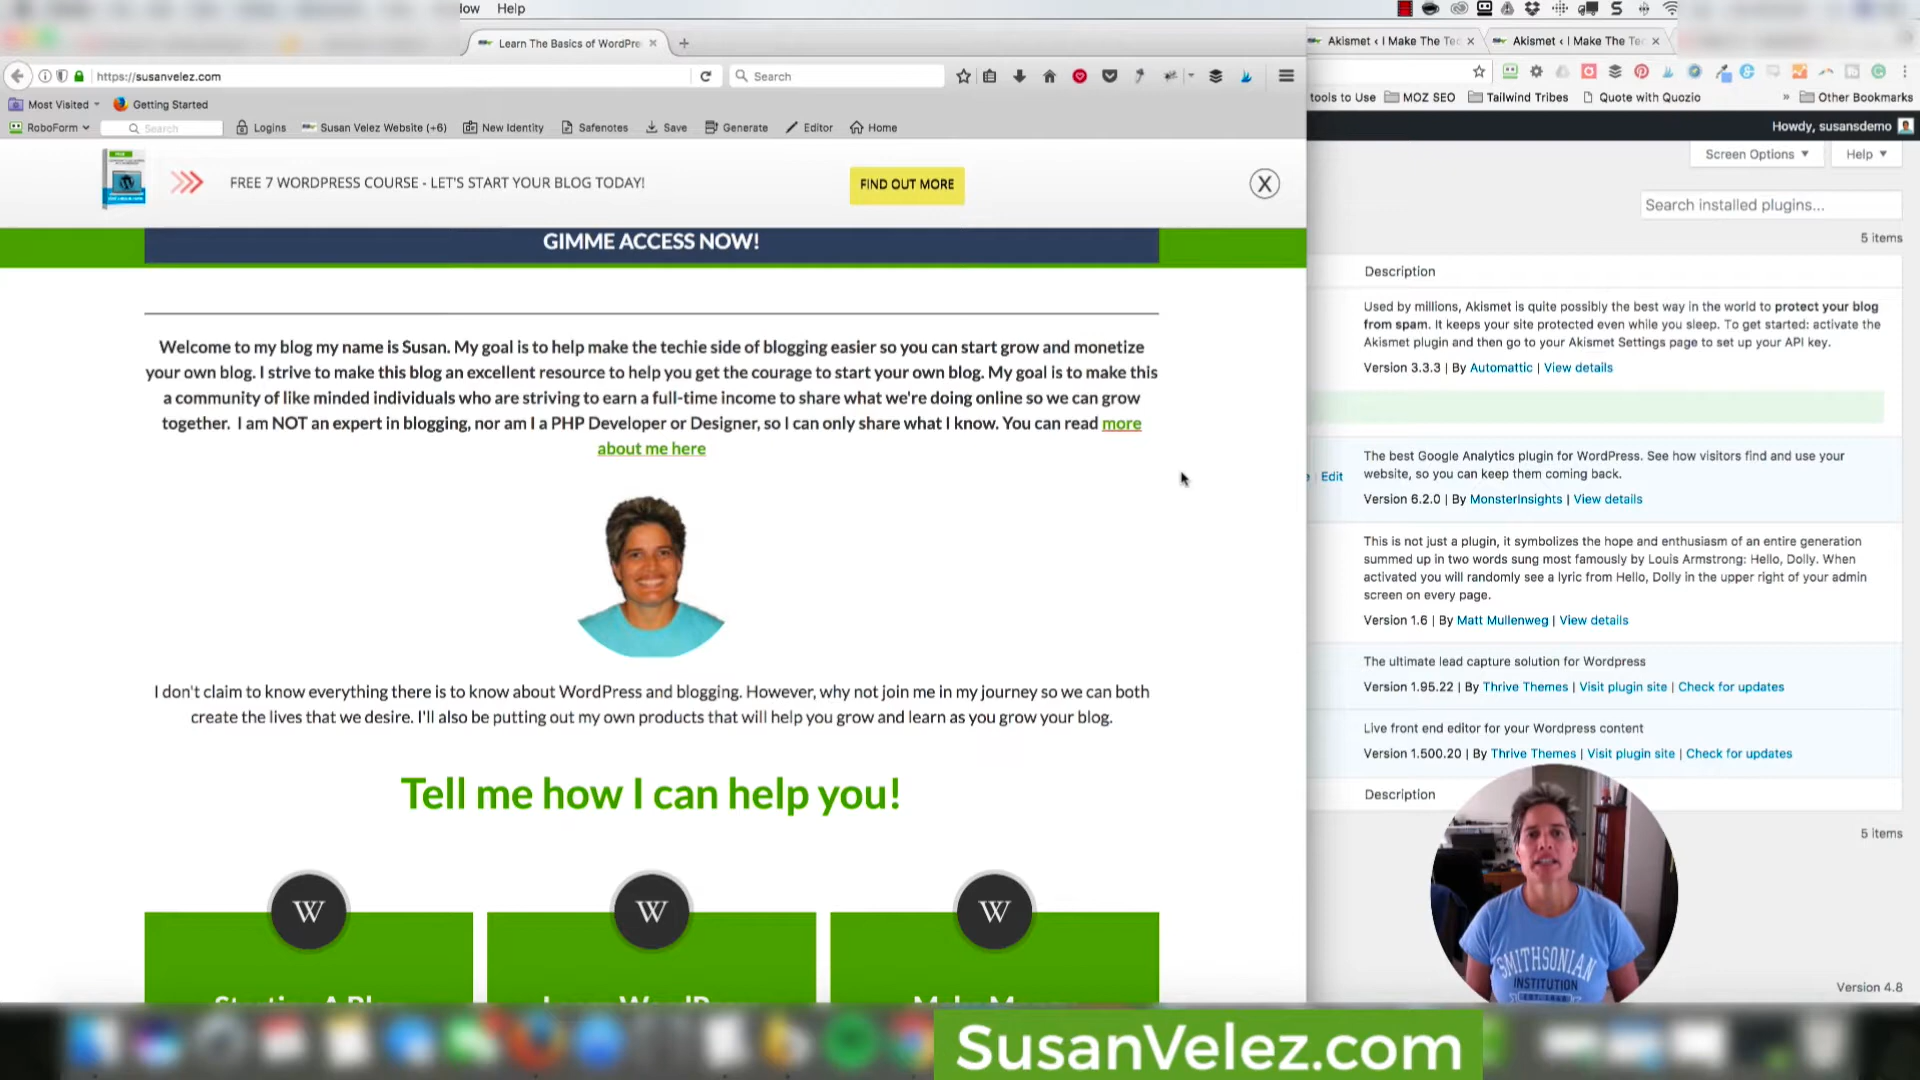 low Help
Learn The Basics of WordPre
https://susanvelez.com
Search
Most Visited
Getting Started
RoboForm
Search
Logins
Susan Velez Website (+6)
New Identity
Safenotes
Save
Generate
Editor
Home
FREE 7 WORDPRESS COURSE - LET'S START YOUR BLOG TODAY!
FIND OUT MORE
X
GIMME ACCESS NOW!
Welcome to my blog my name is Susan. My goal is to help make the techie side of blogging easier so you can start grow and monetize
your own blog. I strive to make this blog an excellent resource to help you get the courage to start your own blog. My goal is to make this
a community of like minded individuals who are striving to earn a full-time income to share what we're doing online so we can grow
together. I am NOT an expert in blogging, nor am I a PHP Developer or Designer, so I can only share what I know. You can read more
about me here
I don't claim to know everything there is to know about WordPress and blogging. However, why not join me in my journey so we can both
create the lives that we desire. I'll also be putting out my own products that will help you grow and learn as you grow your blog.
Tell me how I can help you!
W
W
W
Akismet ‹ I Make The Tec
Akismet ‹ I Make The Tec
tools to Use
MOZ SEO
Tailwind Tribes
Quote with Quozio
» Other Bookmarks
Howdy, susansdemo
Screen Options
Help
Search installed plugins...
5 items
Description
Used by millions, Akismet is quite possibly the best way in the world to protect your blog
from spam. It keeps your site protected even while you sleep. To get started: activate the
Akismet plugin and then go to your Akismet Settings page to set up your API key.
Version 3.3.3 | By Automattic | View details
Edit
The best Google Analytics plugin for WordPress. See how visitors find and use your
website, so you can keep them coming back.
Version 6.2.0 | By MonsterInsights | View details
This is not just a plugin, it symbolizes the hope and enthusiasm of an entire generation
summed up in two words sung most famously by Louis Armstrong: Hello, Dolly. When
activated you will randomly see a lyric from Hello, Dolly in the upper right of your admin
screen on every page.
Version 1.6 | By Matt Mullenweg | View details
The ultimate lead capture solution for Wordpress
Version 1.95.22 | By Thrive Themes | Visit plugin site | Check for updates
Live front end editor for your Wordpress content
Version 1.500.20 | By Thrive Themes | Visit plugin site | Check for updates
Description
5 items
SMITHSONIAN
INSTITUTION
Version 4.8
SusanVelez.com